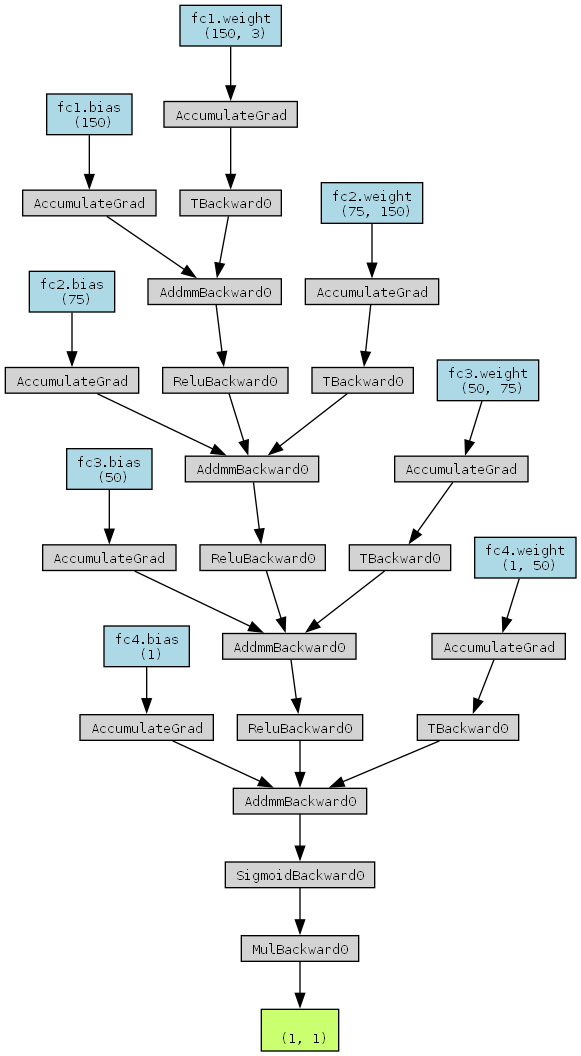 fc1.weight
(150, 3)
fc1.bias
(150)
AccumulateGrad
AccumulateGrad
TBackward0
fc2.weight
(75, 150)
fc2.bias
(75)
AddmmBackward0
AccumulateGrad
AccumulateGrad
ReluBackward0
TBackward0
fc3.weight
(50, 75)
fc3.bias
(50)
AddmmBackward0
AccumulateGrad
AccumulateGrad
ReluBackward0
TBackward0
fc4.weight
(1, 50)
fc4.bias
(1)
AddmmBackward0
AccumulateGrad
AccumulateGrad
ReluBackward0
TBackward0
AddmmBackward0
SigmoidBackward0
MulBackward0
(1, 1)